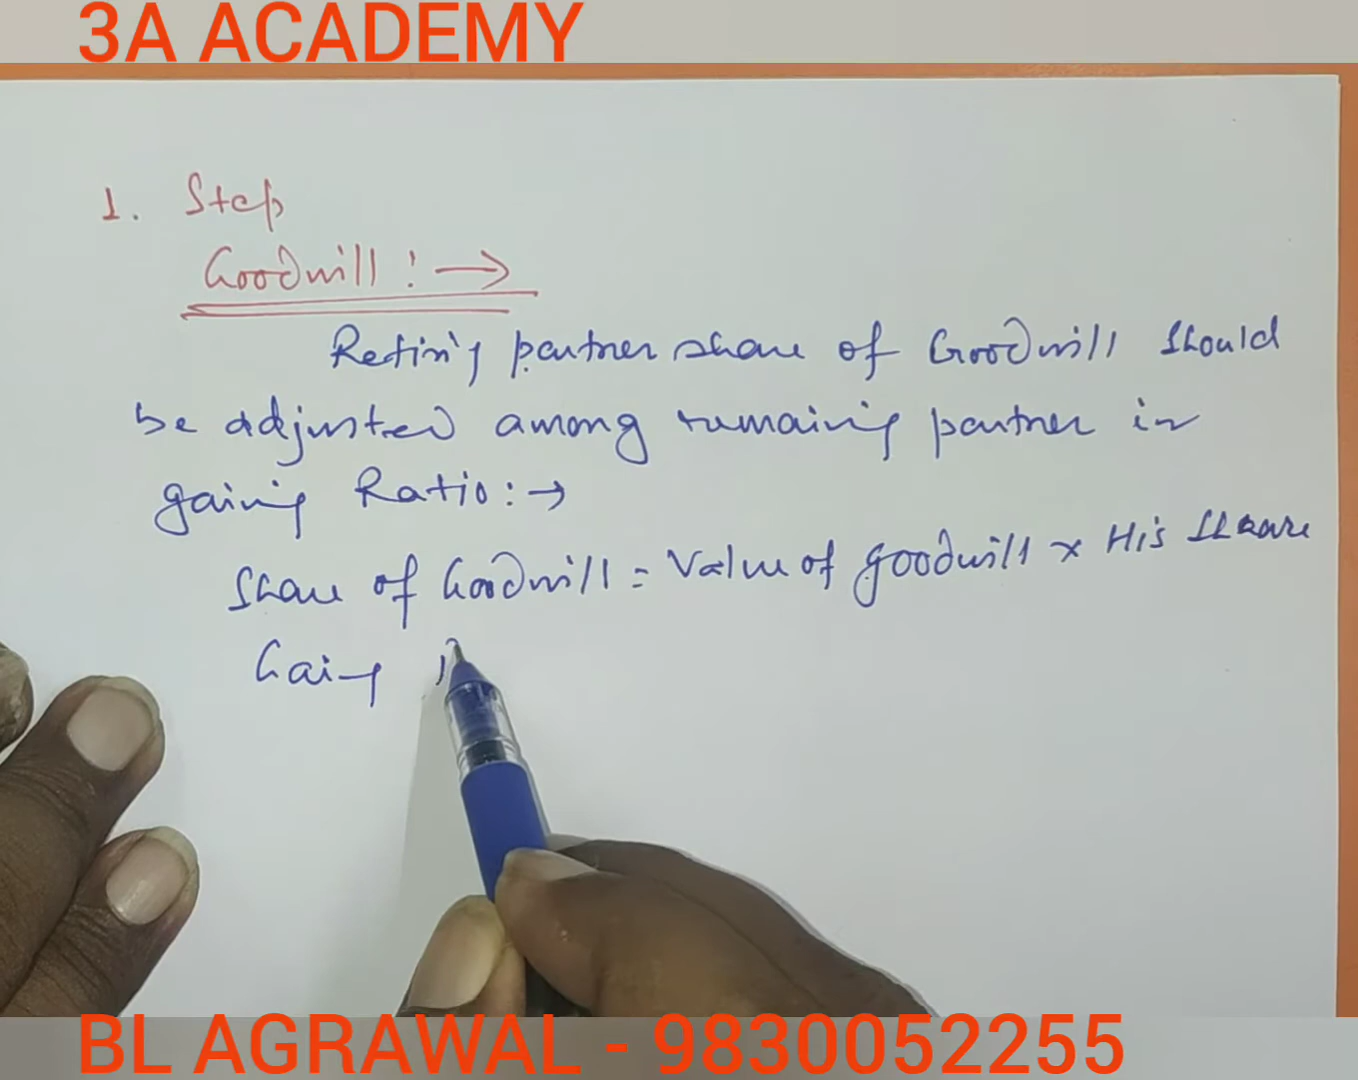 3A ACADEMY
1. Step
Goodwill : →
Retiring partner share of Goodwill should
be adjusted among remaining partner in
gaining Ratio : →
Share of Goodwill = Value of goodwill × His Share
Gaing
BL AGRAWAL - 9830052255